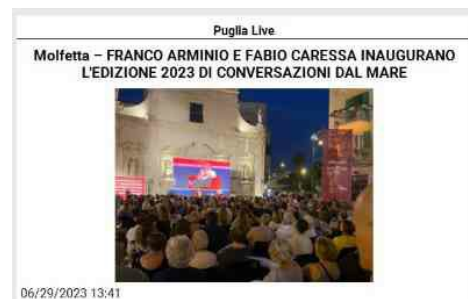 Puglia Live
Molfetta – FRANCO ARMINIO E FABIO CARESSA INAUGURANO
L'EDIZIONE 2023 DI CONVERSAZIONI DAL MARE
06/29/2023 13:41